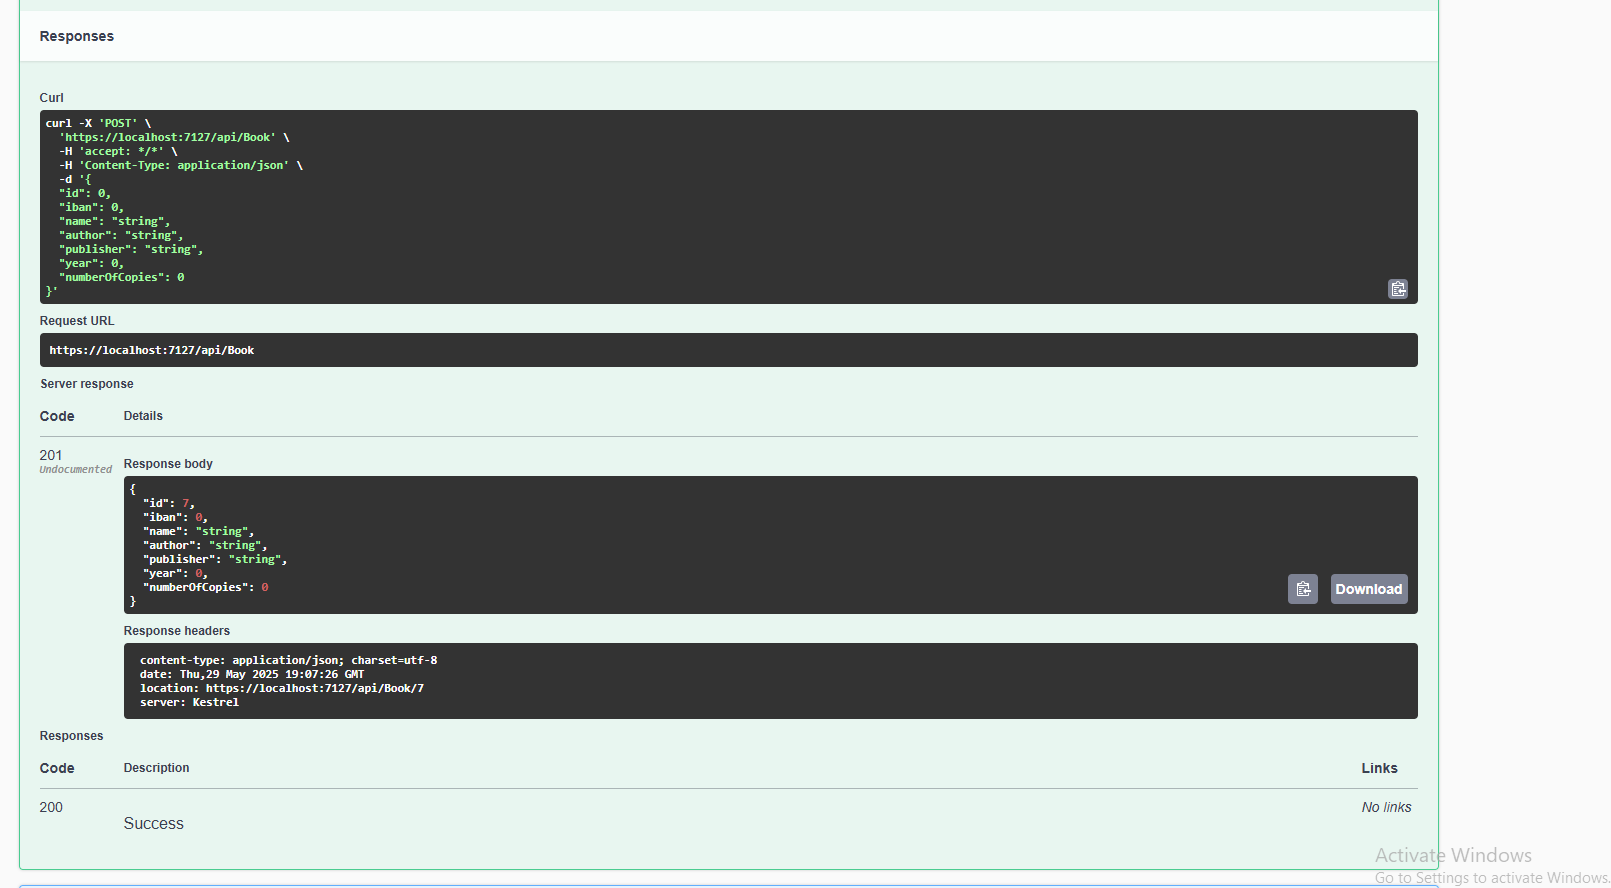 Responses
Curl
curl -X 'POST' \
'https://localhost:7127/api/Book' \
-H 'accept: */*' \
-H 'Content-Type: application/json' \
-d '{
"id": 0,
"iban": 0,
"name": "string",
"author": "string",
"publisher": "string",
"year": 0,
"numberOfCopies": 0
}'
Request URL
https://localhost:7127/api/Book
Server response
Code Details
201
Undocumented
Response body
{
"id": 7,
"iban": 0,
"name": "string",
"author": "string",
"publisher": "string",
"year": 0,
"numberOfCopies": 0
}
Download
Response headers
content-type: application/json; charset=utf-8
date: Thu,29 May 2025 19:07:26 GMT
location: https://localhost:7127/api/Book/7
server: Kestrel
Responses
Code Description Links
200 No links
Success
Activate Windows
Go to Settings to activate Windows.